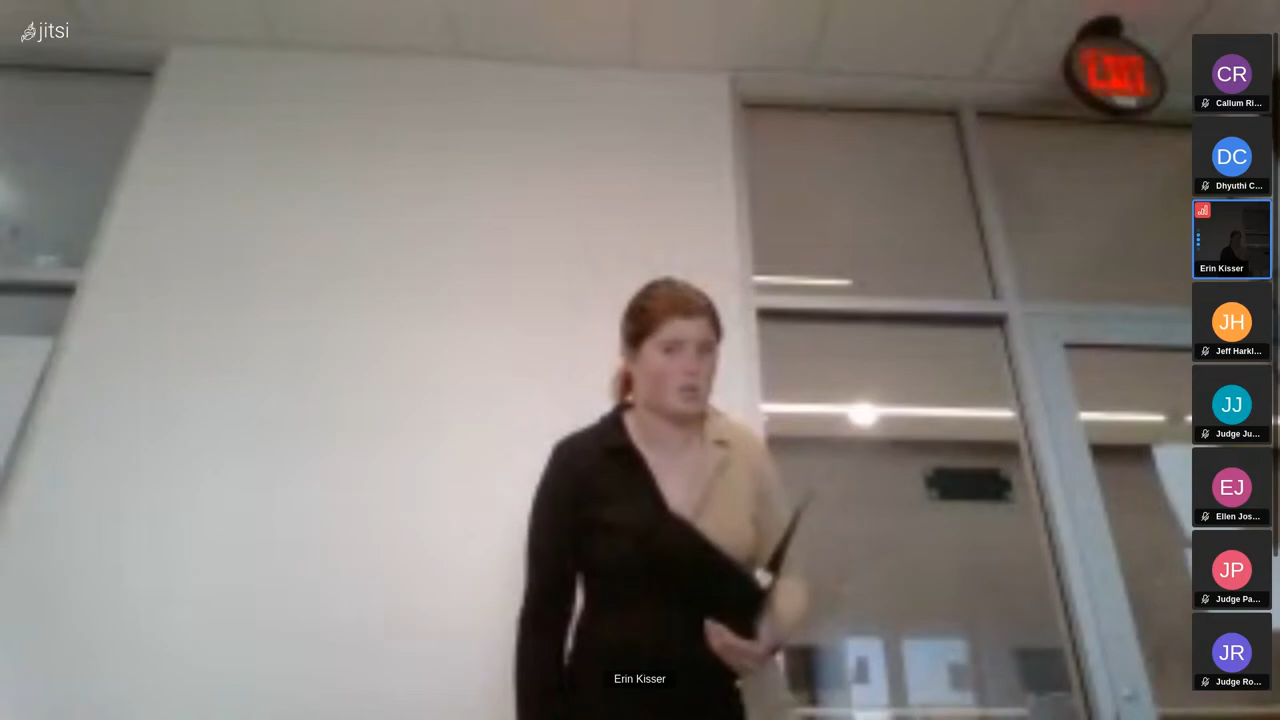 jitsi
EXIT
CR
Callum Ri...
DC
Dhyuthi C...
Erin Kisser
JH
Jeff Harkl...
JJ
Judge Ju...
EJ
Ellen Jos...
JP
Judge Pa...
JR
Judge Ro...
Erin Kisser